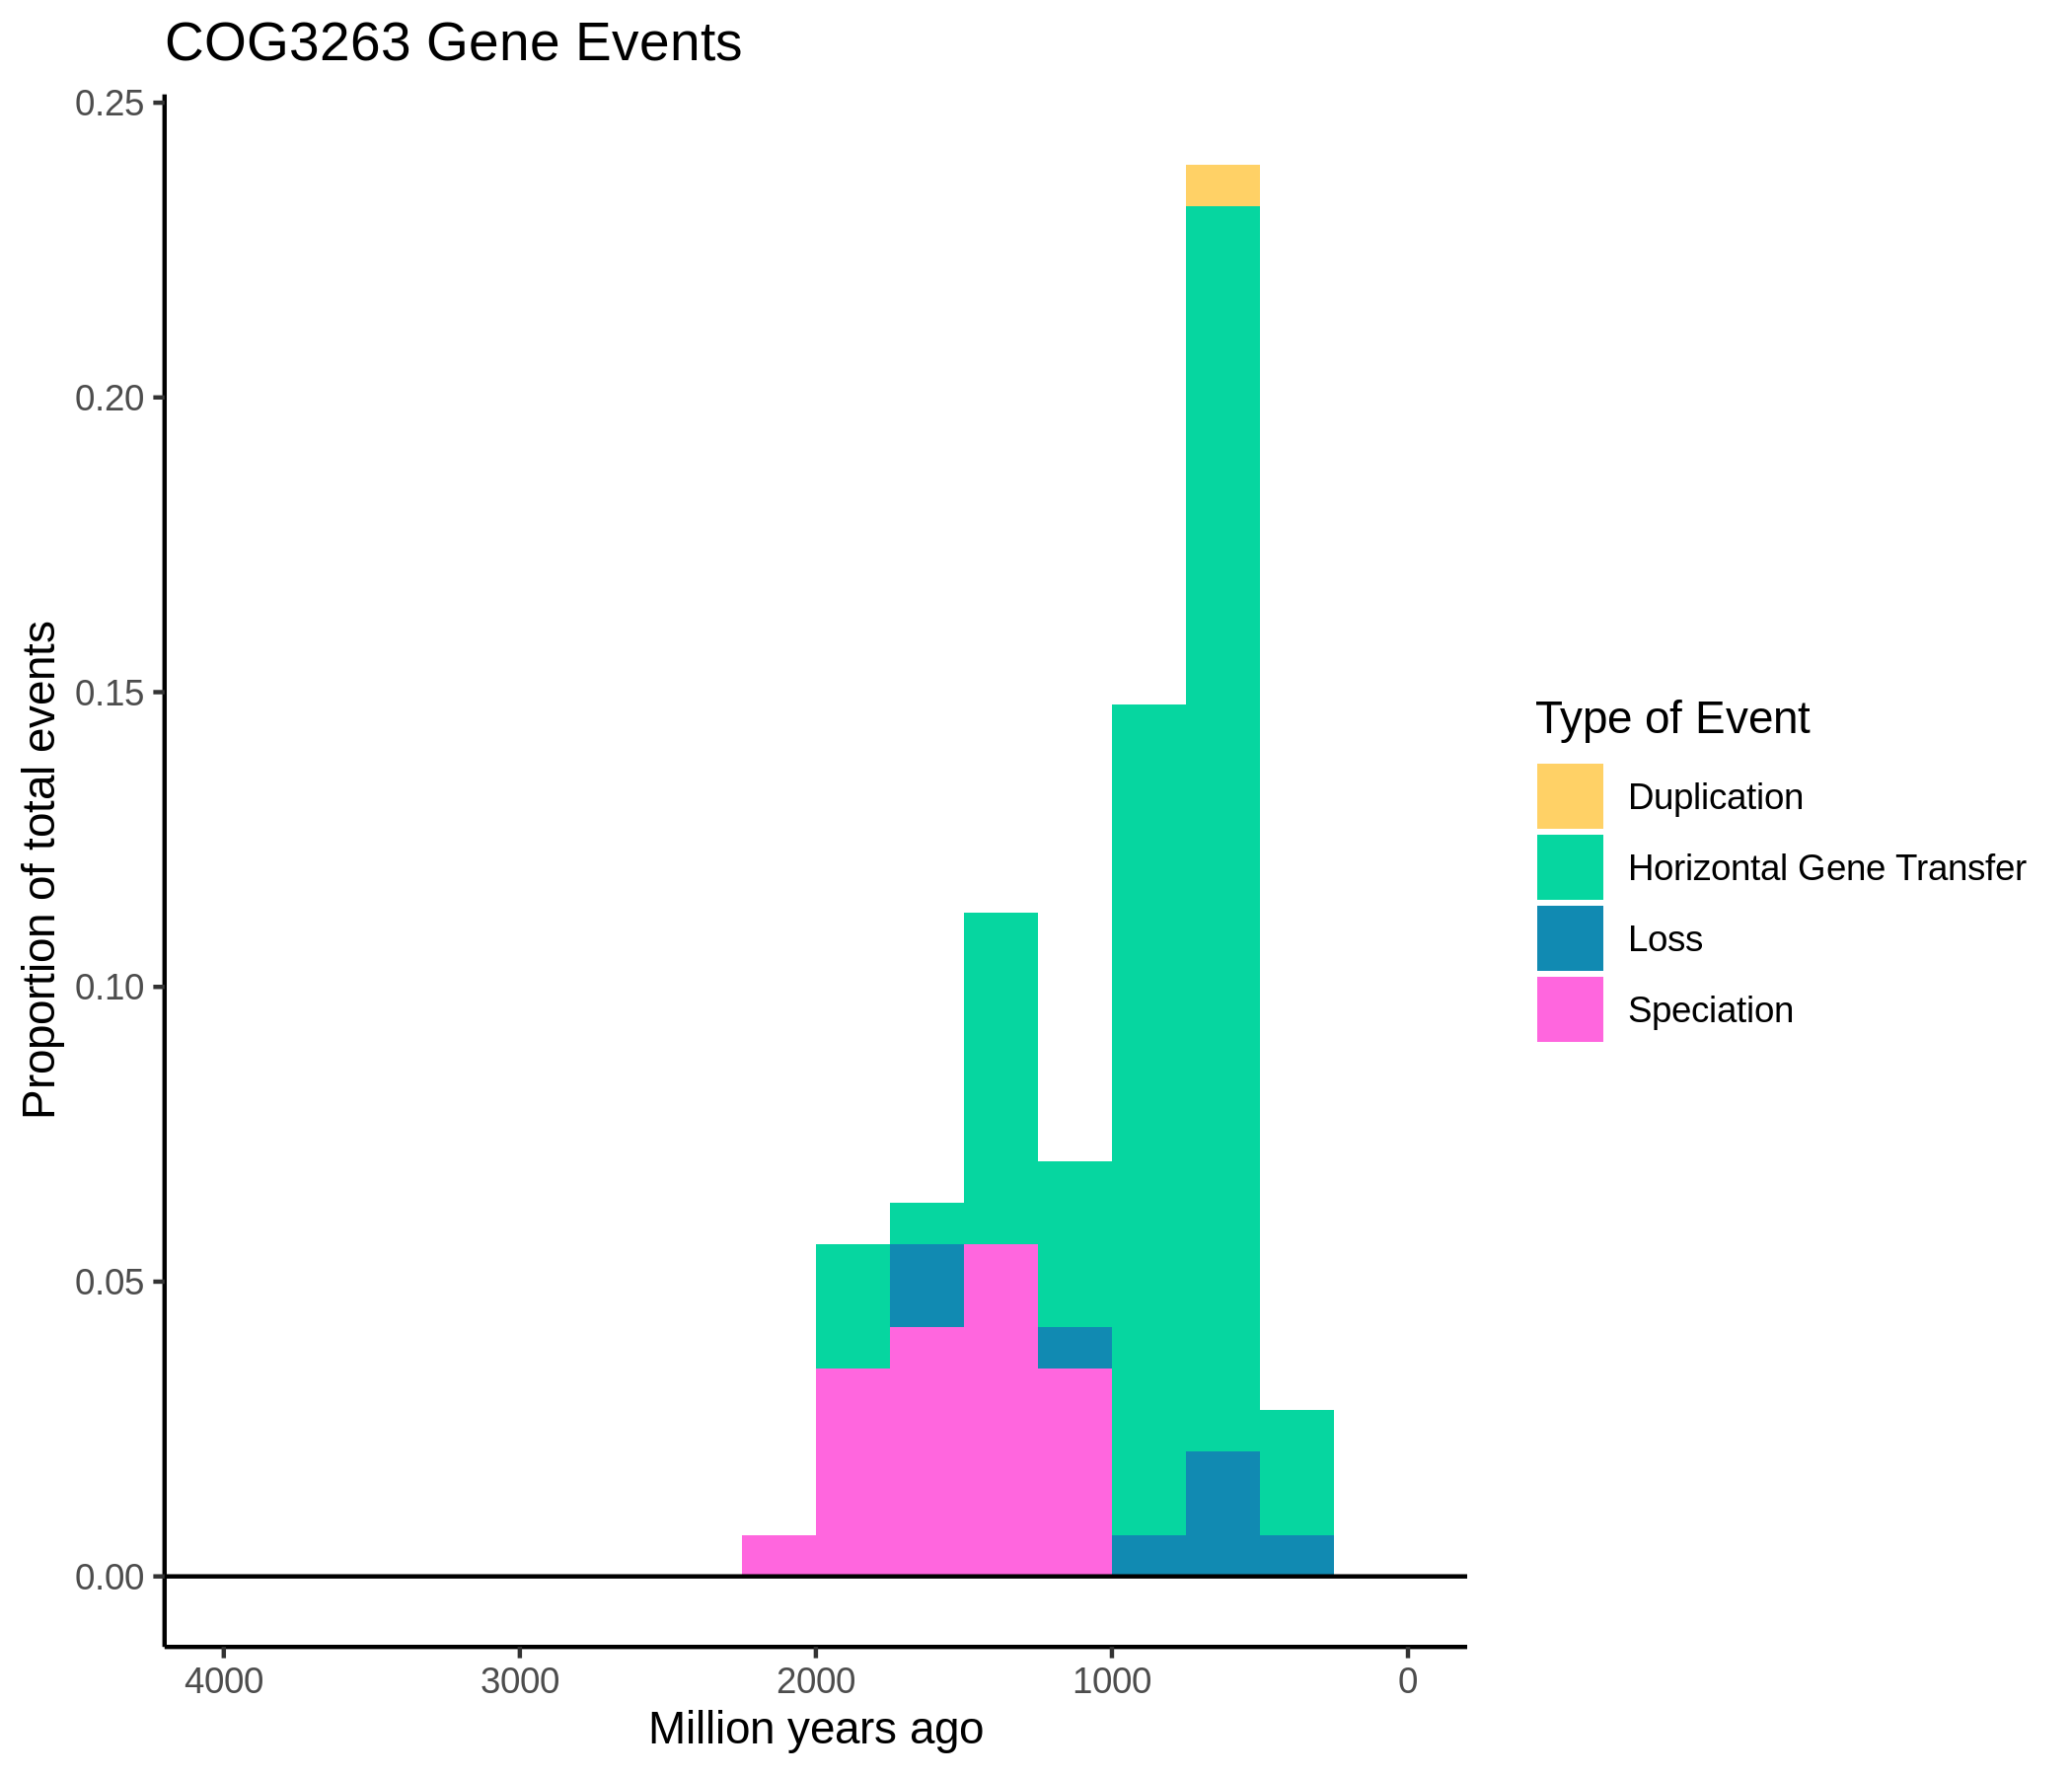 COG3263 Gene Events
0.25
0.20
0.15
0.10
0.05
0.00
Proportion of total events
4000 3000 2000 1000 0
Million years ago
Type of Event
Duplication
Horizontal Gene Transfer
Loss
Speciation